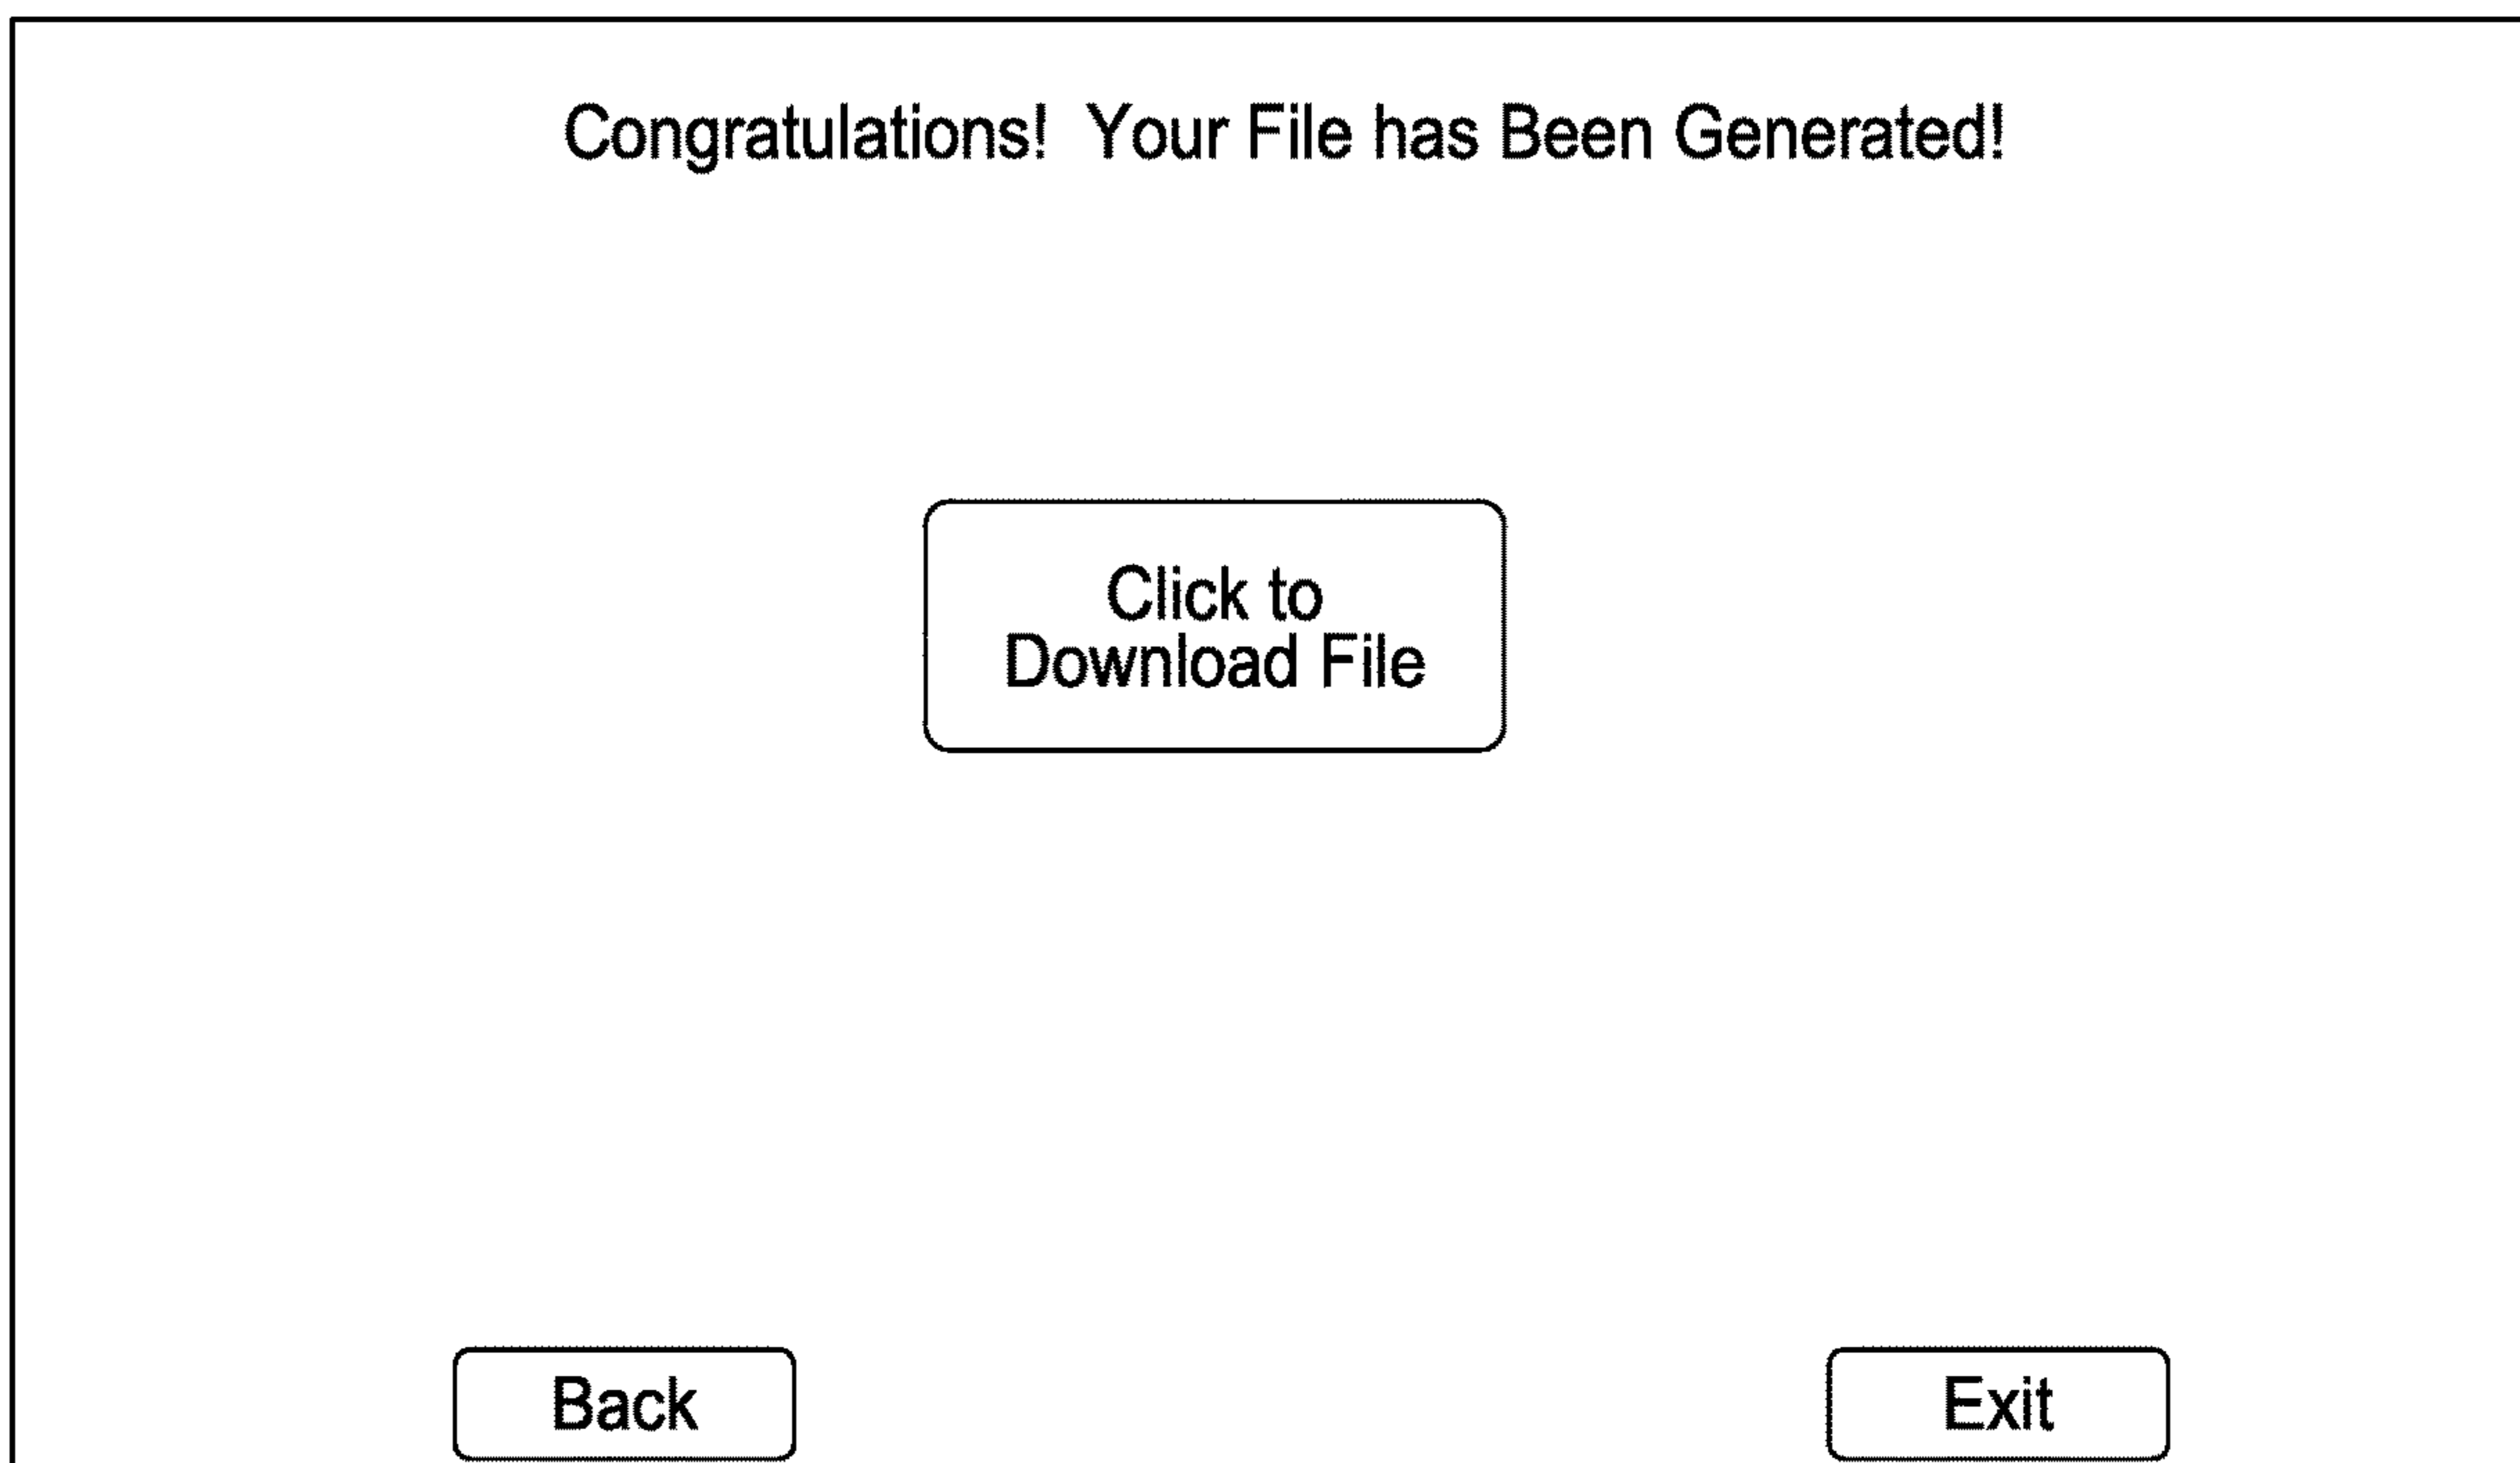 Congratulations!  Your File has Been Generated!
Click to
Download File
Back
Exit